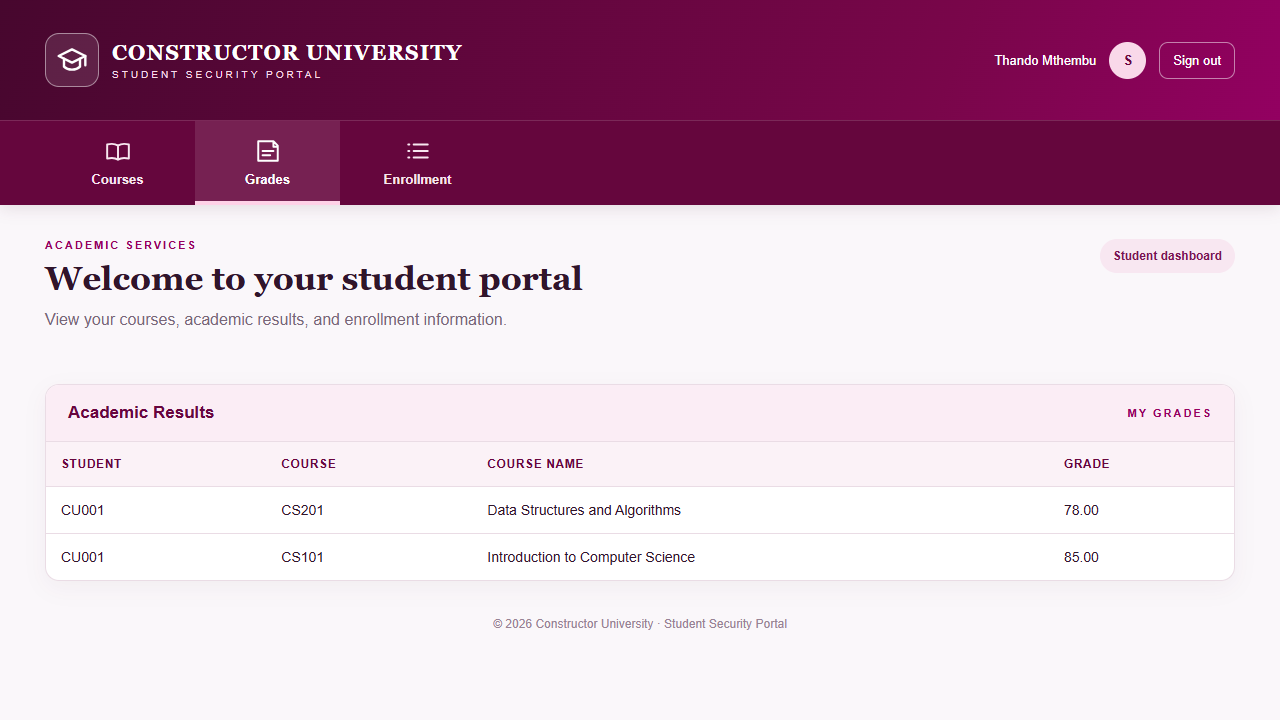 CONSTRUCTOR UNIVERSITY
STUDENT SECURITY PORTAL
Thando Mthembu S Sign out
Courses Grades Enrollment
ACADEMIC SERVICES
Student dashboard
Welcome to your student portal
View your courses, academic results, and enrollment information.
Academic Results MY GRADES
STUDENT COURSE COURSE NAME GRADE
CU001 CS201 Data Structures and Algorithms 78.00
CU001 CS101 Introduction to Computer Science 85.00
© 2026 Constructor University · Student Security Portal